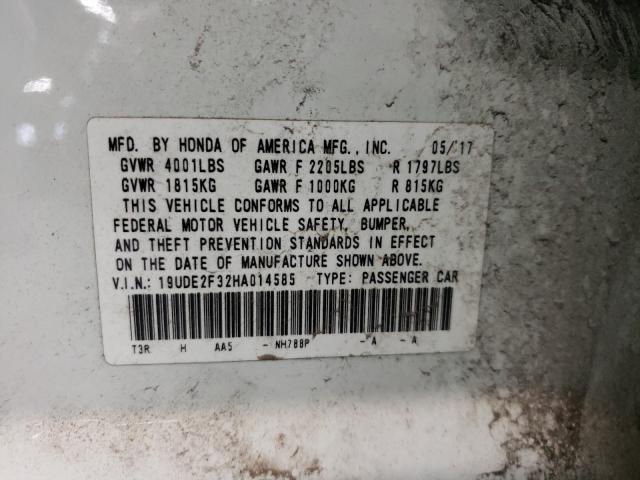 MFD. BY HONDA OF AMERICA MFG., INC. 05/17
GVWR 4001LBS GAWR F 2205LBS R 1797LBS
GVWR 1815KG GAWR F 1000KG R 815KG
THIS VEHICLE CONFORMS TO ALL APPLICABLE
FEDERAL MOTOR VEHICLE SAFETY, BUMPER,
AND THEFT PREVENTION STANDARDS IN EFFECT
ON THE DATE OF MANUFACTURE SHOWN ABOVE.
V.I.N.: 19UDE2F32HA014585 TYPE: PASSENGER CAR
T3R H AA5 - NH788P - A - A